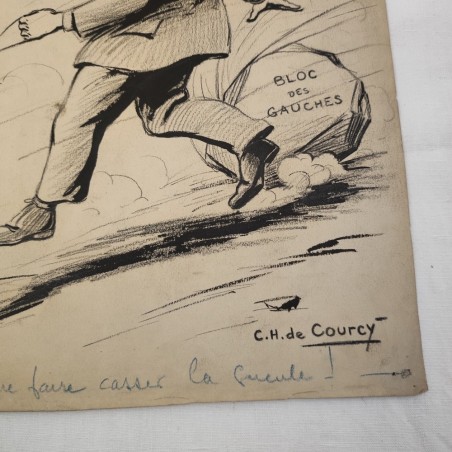 BLOC
DES
GAUCHES
C.H. de Courcy
faire casser la gueule !